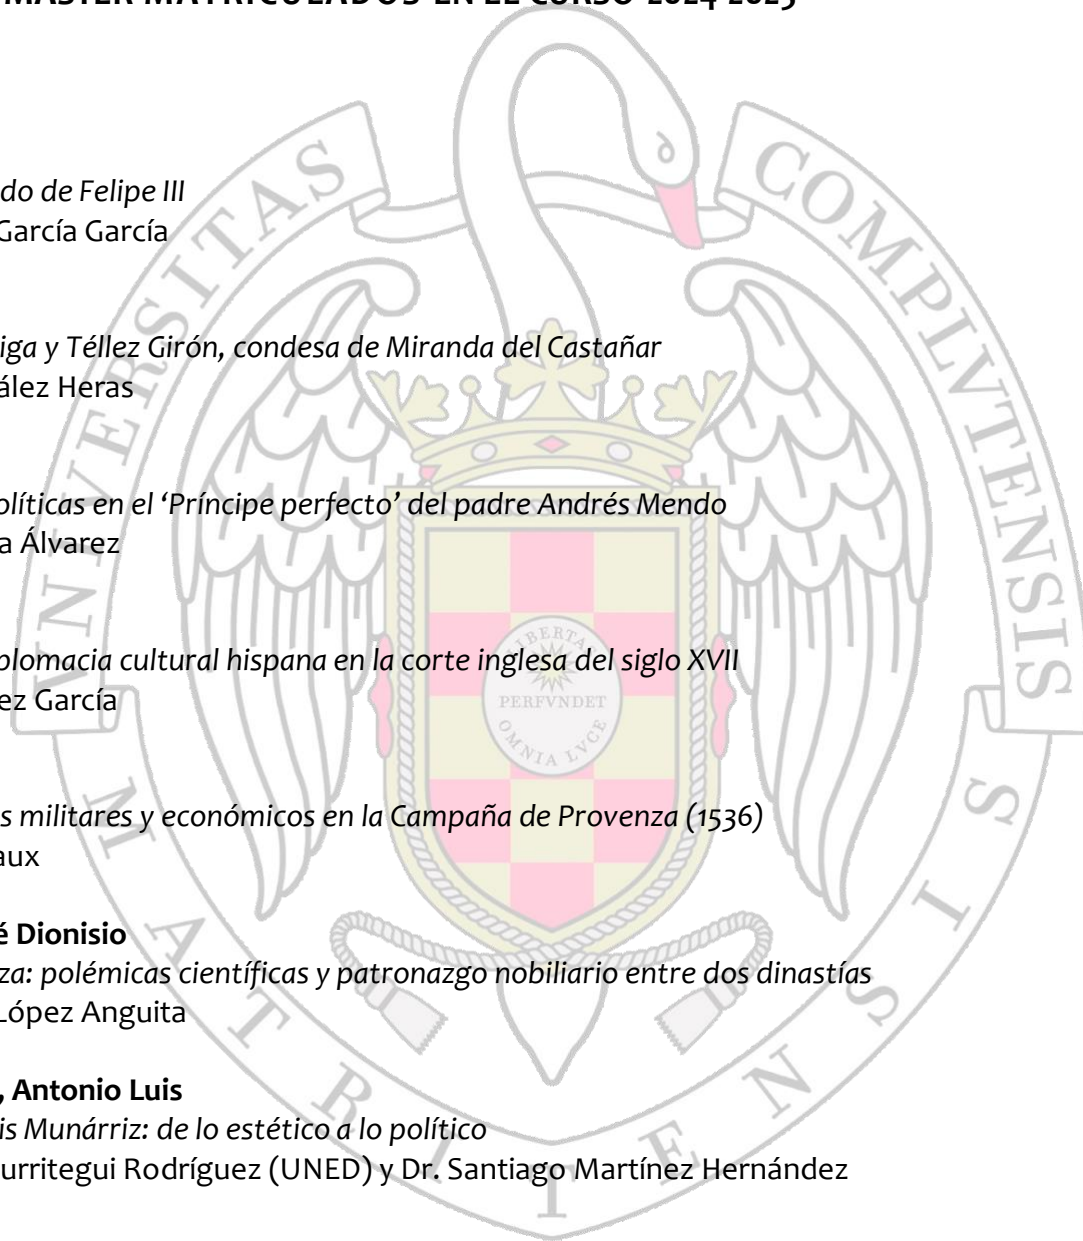 MÁSTER MATRICULADOS EN EL CURSO 2024-2025
do de Felipe III
García García
iga y Téllez Girón, condesa de Miranda del Castañar
ález Heras
olíticas en el ‘Príncipe perfecto’ del padre Andrés Mendo
a Álvarez
plomacia cultural hispana en la corte inglesa del siglo XVII
ez García
s militares y económicos en la Campaña de Provenza (1536)
aux
é Dionisio
za: polémicas científicas y patronazgo nobiliario entre dos dinastías
López Anguita
, Antonio Luis
is Munárriz: de lo estético a lo político
urritegui Rodríguez (UNED) y Dr. Santiago Martínez Hernández
VNIVERSITAS
COMPLVTENSIS
MATRITENSIS
LIBERTAS
PERFVNDET
OMNIA LVCE